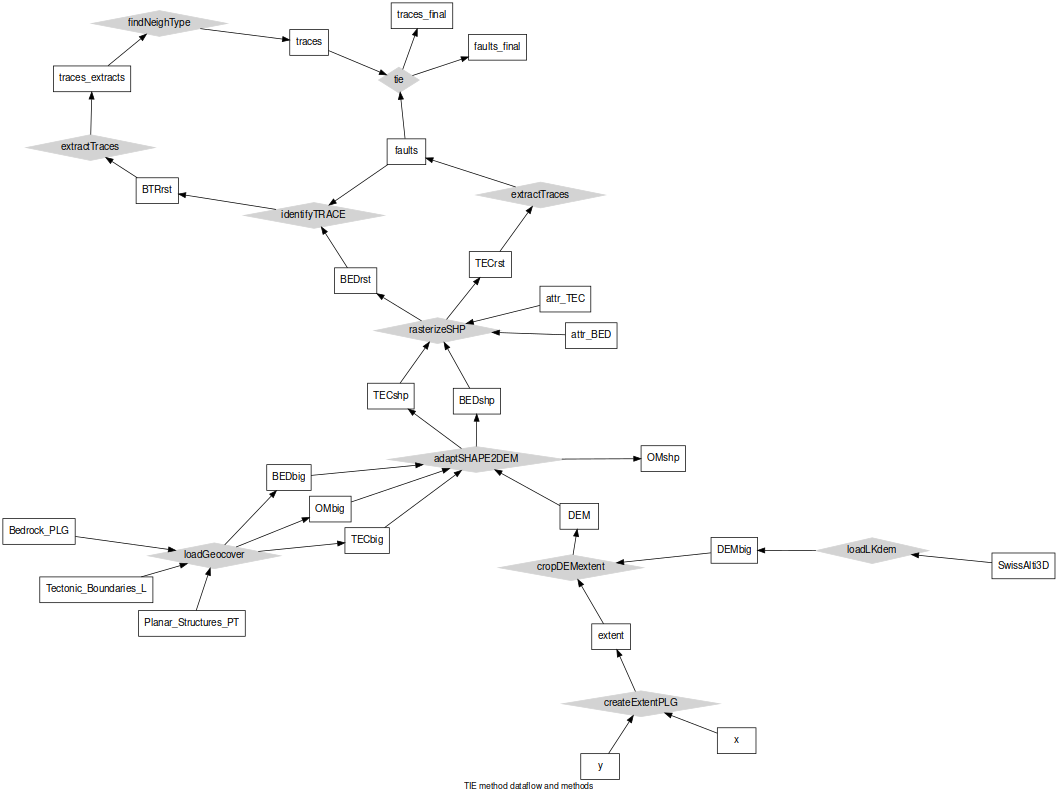 traces_final
findNeighType
traces
faults_final
traces_extracts
tie
extractTraces
faults
BTRrst
extractTraces
identifyTRACE
TECrst
BEDrst
attr_TEC
rasterizeSHP
attr_BED
TECshp
BEDshp
adaptSHAPE2DEM
OMshp
BEDbig
OMbig
DEM
Bedrock_PLG
TECbig
loadGeocover
DEMbig
loadLKdem
cropDEMextent
SwissAlti3D
Tectonic_Boundaries_L
Planar_Structures_PT
extent
createExtentPLG
x
y
TIE method dataflow and methods